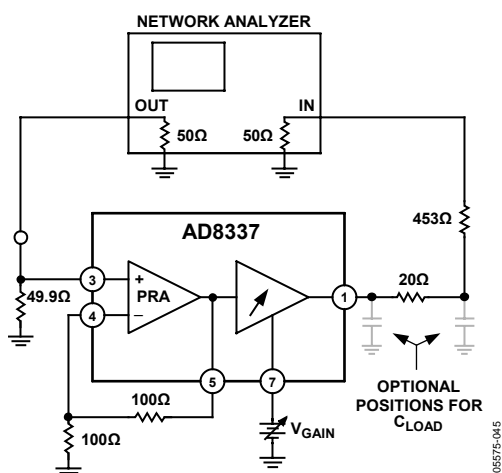 NETWORK ANALYZER
OUT
IN
50Ω
50Ω
453Ω
AD8337
49.9Ω
3
+
PRA
4
–
1
20Ω
5
7
100Ω
100Ω
VGAIN
OPTIONAL
POSITIONS FOR
CLOAD
05575-045